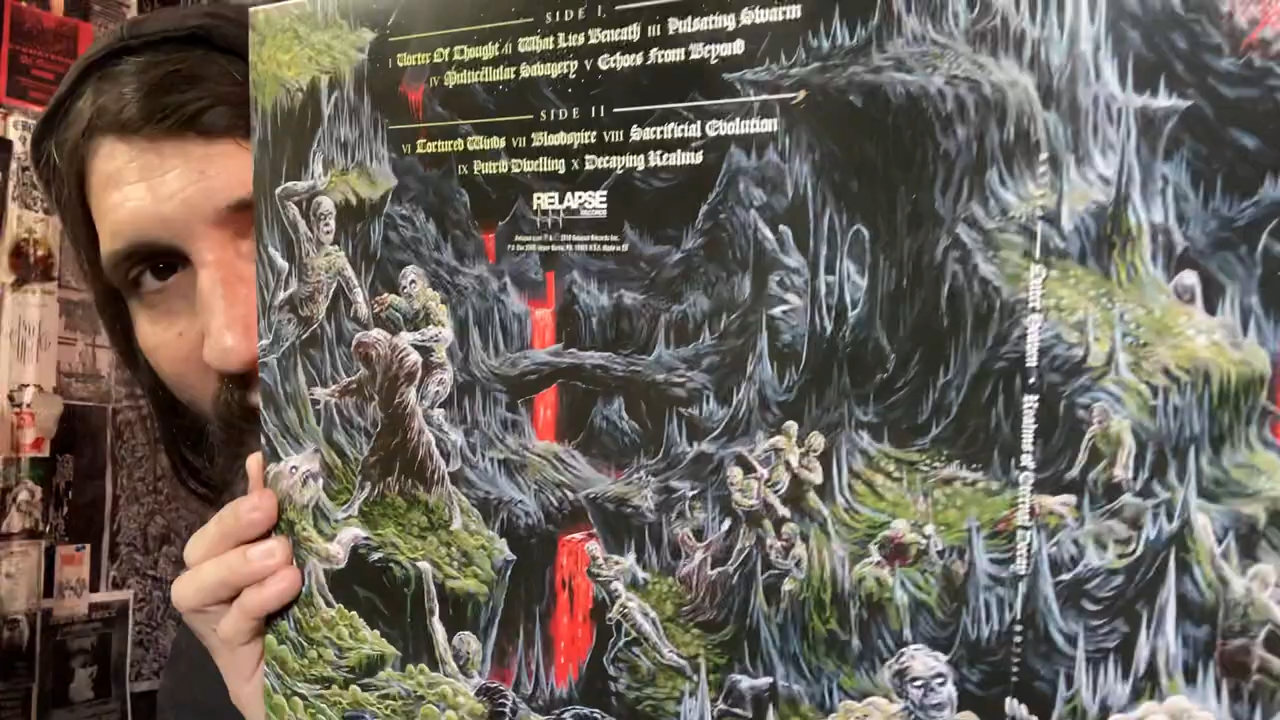 SIDE I
I Vortex Of Thought II What Lies Beneath III Pulsating Swarm
IV Multicellular Savagery V Echoes From Beyond
SIDE II
VI Tortured Winds VII Bloodspire VIII Sacrificial Evolution
IX Putrid Dwelling X Decaying Realms
RELAPSE
RECORDS